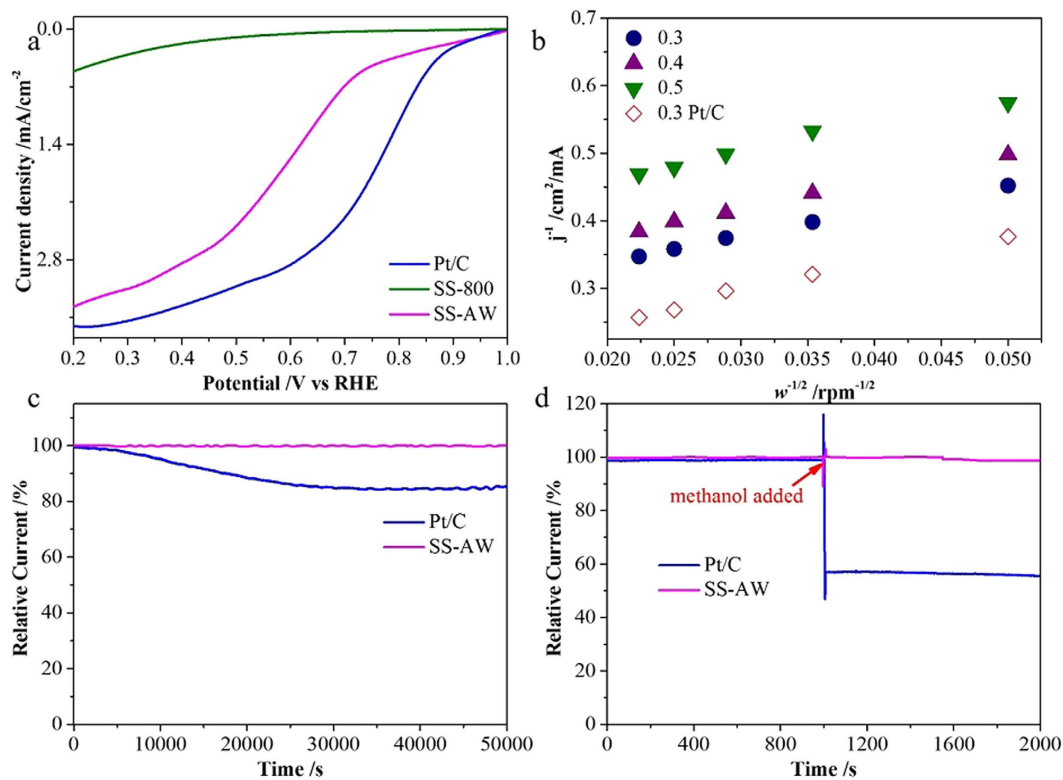 a
0.0
1.4
2.8
Current density /mA/cm⁻²
Pt/C
SS-800
SS-AW
0.2 0.3 0.4 0.5 0.6 0.7 0.8 0.9 1.0
Potential /V vs RHE
b
0.7
0.6
0.5
0.4
0.3
j⁻¹ /cm²/mA
0.3
0.4
0.5
0.3 Pt/C
0.020 0.025 0.030 0.035 0.040 0.045 0.050
w⁻¹/² /rpm⁻¹/²
c
120
100
80
60
40
20
0
Relative Current /%
Pt/C
SS-AW
0 10000 20000 30000 40000 50000
Time /s
d
120
100
80
60
40
20
0
Relative Current /%
methanol added
Pt/C
SS-AW
0 400 800 1200 1600 2000
Time /s